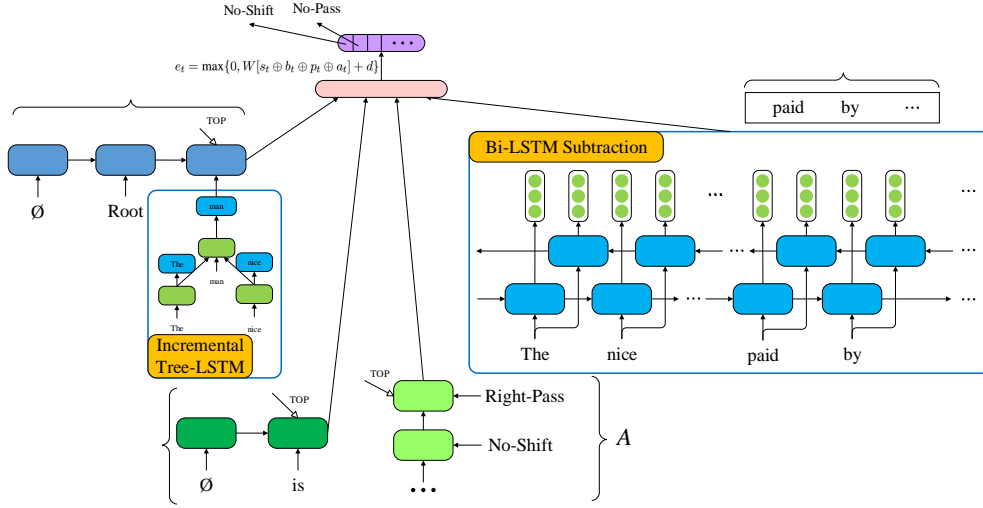 No-Shift
No-Pass
e_t = max{0, W[s_t ⊕ b_t ⊕ p_t ⊕ a_t] + d}
TOP
Ø
Root
man
The
nice
man
The
nice
Incremental
Tree-LSTM
TOP
Ø
is
TOP
Right-Pass
No-Shift
•••
A
paid by ···
Bi-LSTM Subtraction
··· ···
··· ···
··· ···
The nice paid by